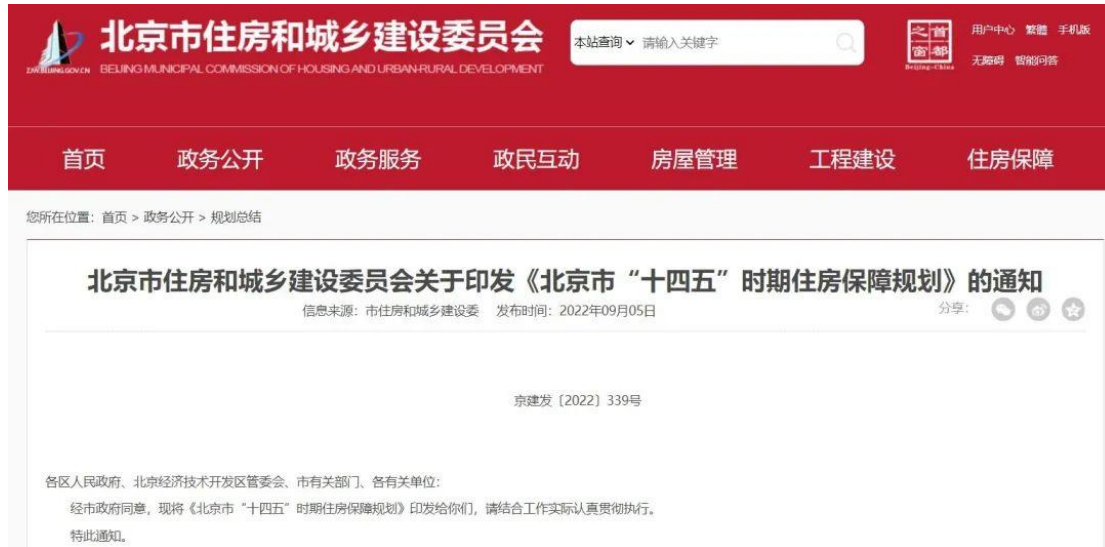 北京市住房和城乡建设委员会
BEIJING MUNICIPAL COMMISSION OF HOUSING AND URBAN-RURAL DEVELOPMENT
本站查询 请输入关键字
首都之窗
Beijing-China
用户中心 繁體 手机版
无障碍 智能问答
首页 政务公开 政务服务 政民互动 房屋管理 工程建设 住房保障
您所在位置：首页 > 政务公开 > 规划总结
北京市住房和城乡建设委员会关于印发《北京市“十四五”时期住房保障规划》的通知
信息来源：市住房和城乡建设委 发布时间：2022年09月05日 分享：
京建发〔2022〕339号
各区人民政府、北京经济技术开发区管委会、市有关部门、各有关单位：
经市政府同意，现将《北京市“十四五”时期住房保障规划》印发给你们，请结合工作实际认真贯彻执行。
特此通知。